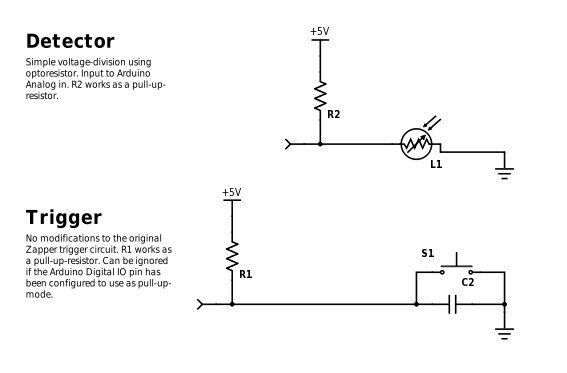 +5V
Detector
Simple voltage-division using
optoresistor. Input to Arduino
Analog in. R2 works as a pull-up-
resistor.
R2
L1
+5V
Trigger
No modifications to the original
Zapper trigger circuit. R1 works as
a pull-up-resistor. Can be ignored
if the Arduino Digital IO pin has
been configured to use as pull-up-
mode.
S1
R1
C2